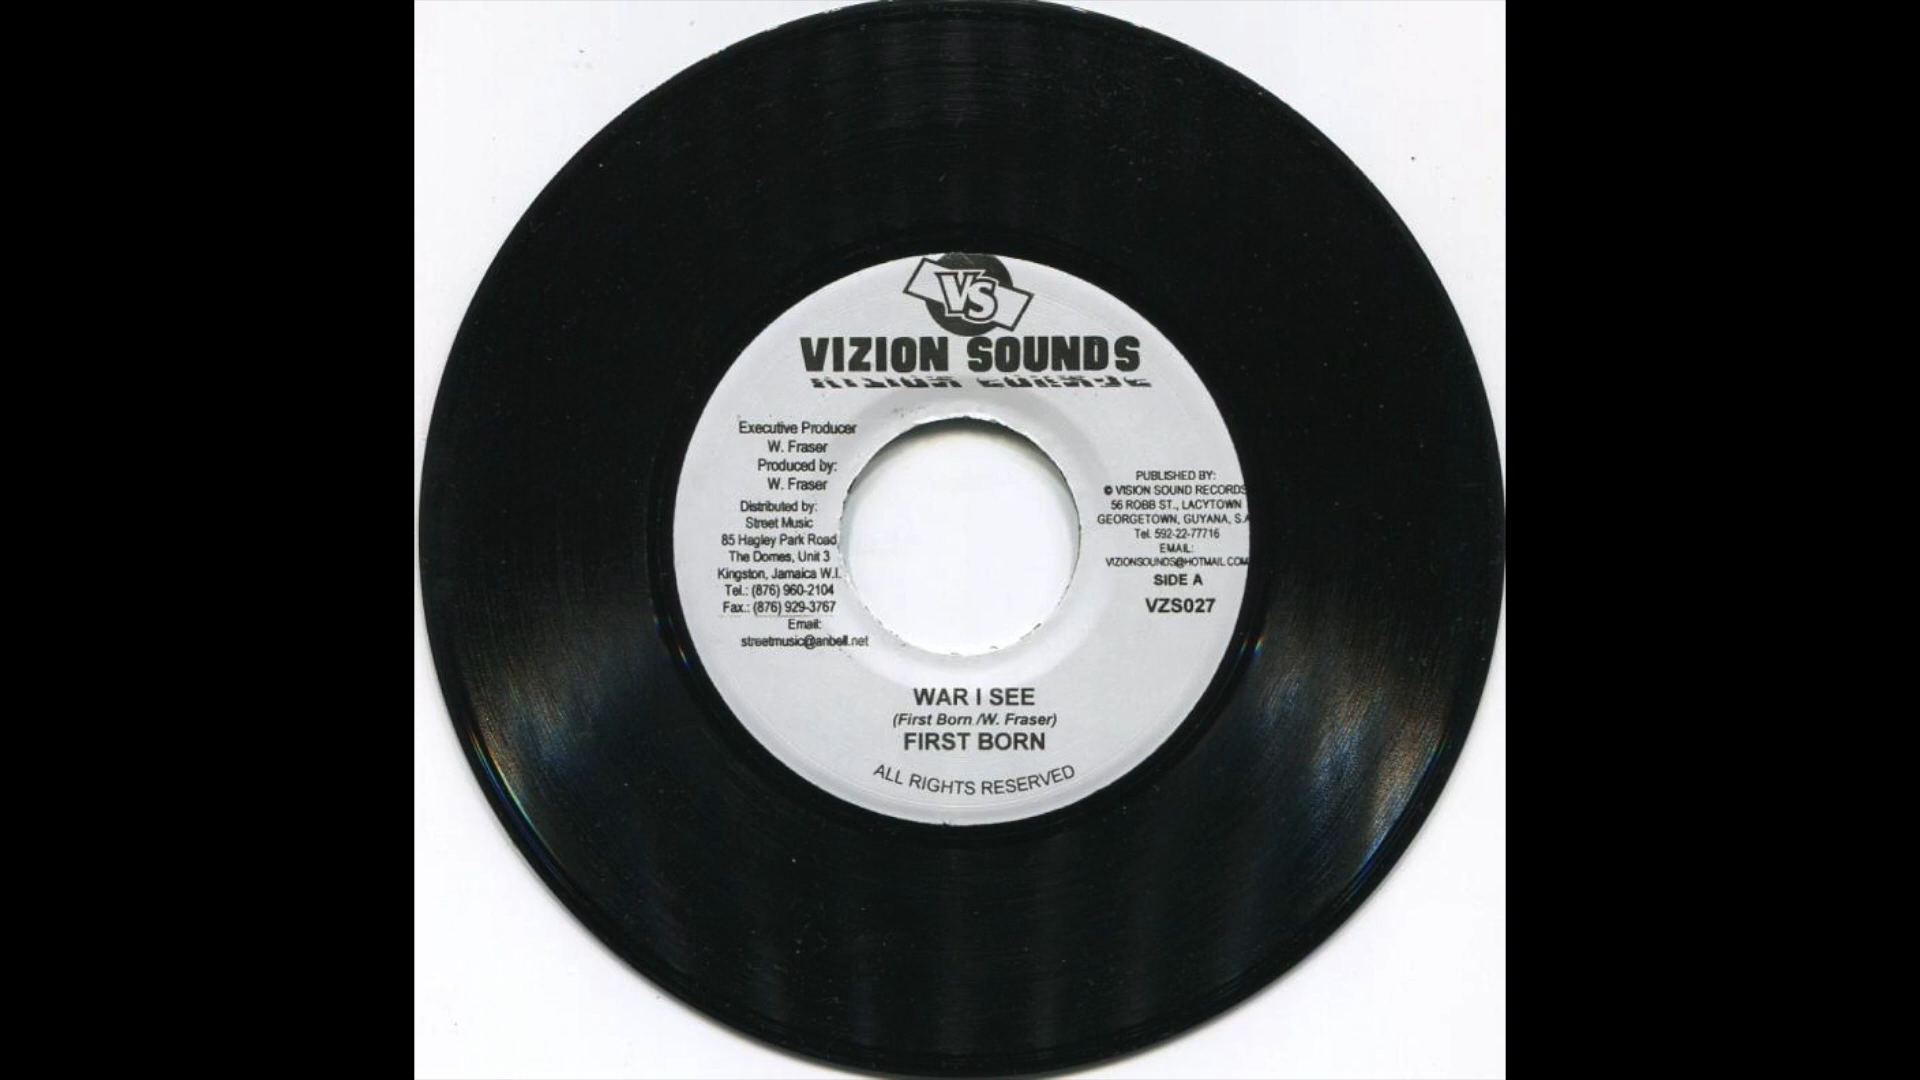 VS
VIZION SOUNDS
Executive Producer
W. Fraser
Produced by:
W. Fraser
Distributed by:
Street Music
85 Hagley Park Road
The Domes, Unit 3
Kingston, Jamaica W.I.
Tel.: (876) 960-2104
Fax.: (876) 929-3767
Email:
streetmusic@anbell.net
PUBLISHED BY:
© VISION SOUND RECORDS
56 ROBB ST., LACYTOWN
GEORGETOWN, GUYANA, S.A
Tel. 592-22-77716
EMAIL:
VIZIONSOUNDS@HOTMAIL.COM
SIDE A
VZS027
WAR I SEE
(First Born /W. Fraser)
FIRST BORN
ALL RIGHTS RESERVED